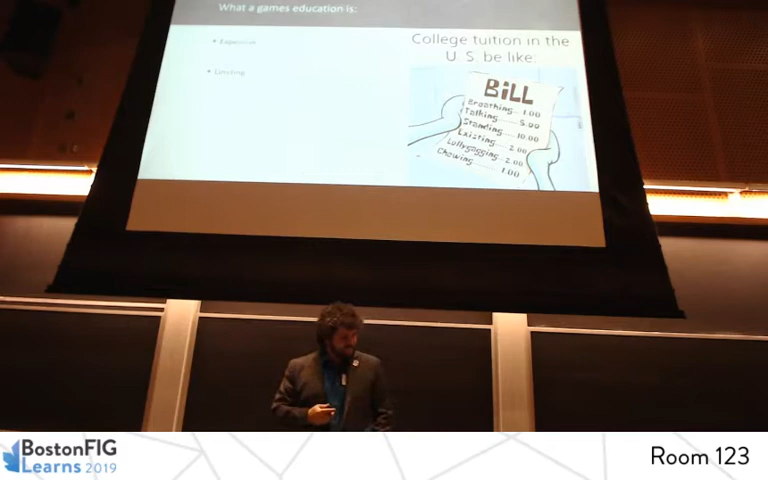 What a games education is:
• Expensive
• Limiting
College tuition in the
U. S. be like:
BiLL
Breathing 1.00
Talking 5.00
Standing 10.00
Existing 2.00
Lollygagging 2.00
Chewing 1.00
BostonFIG
Learns 2019
Room 123